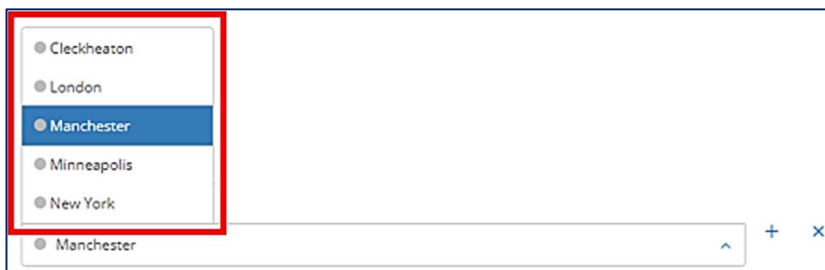 Cleckheaton
London
Manchester
Minneapolis
New York
Manchester